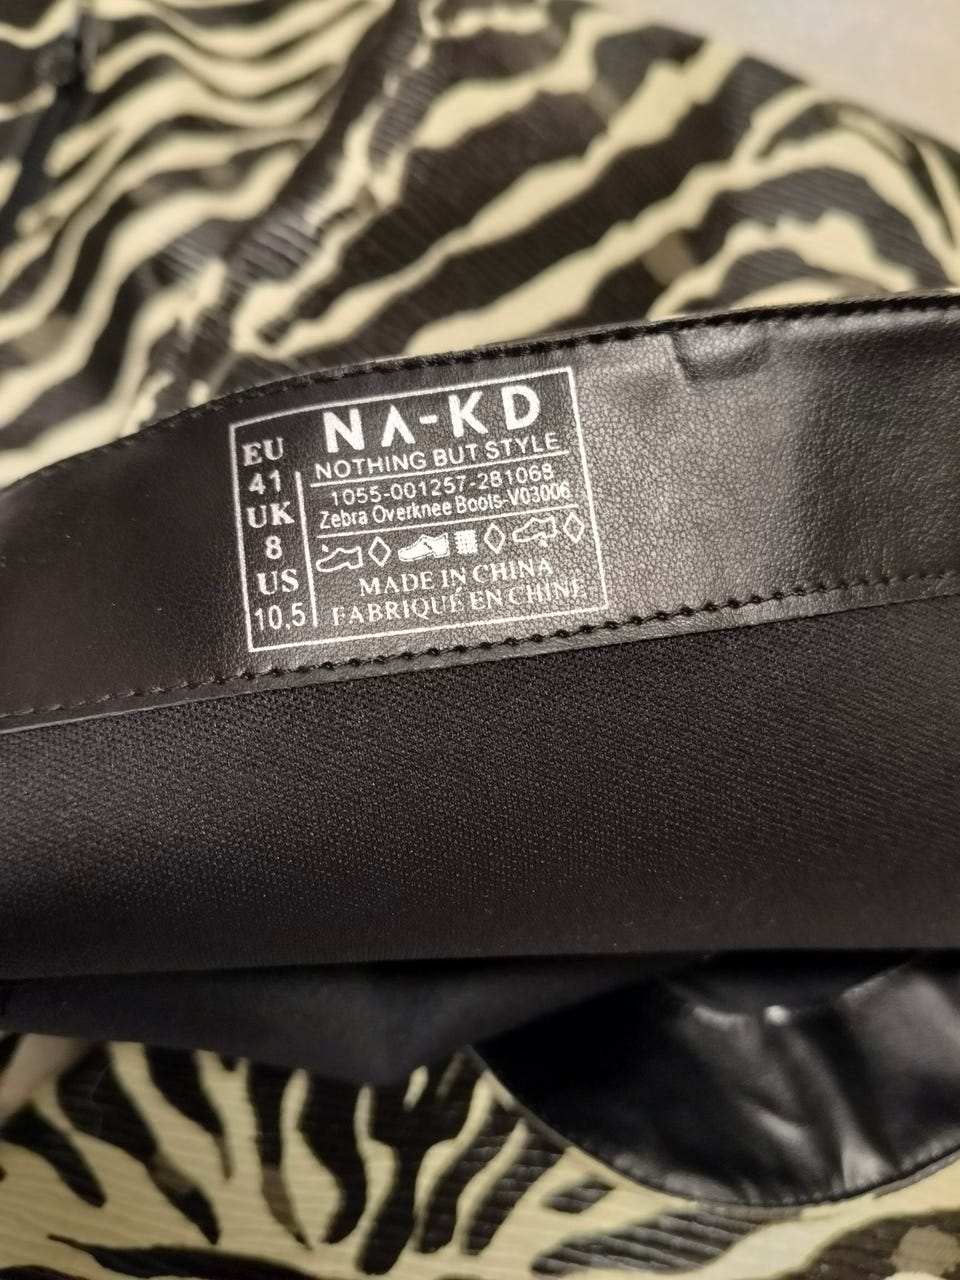 EU
41
UK
8
US
10.5
NA-KD
NOTHING BUT STYLE
1055-001257-281068
Zebra Overknee Boots-V03006
MADE IN CHINA
FABRIQUÉ EN CHINE